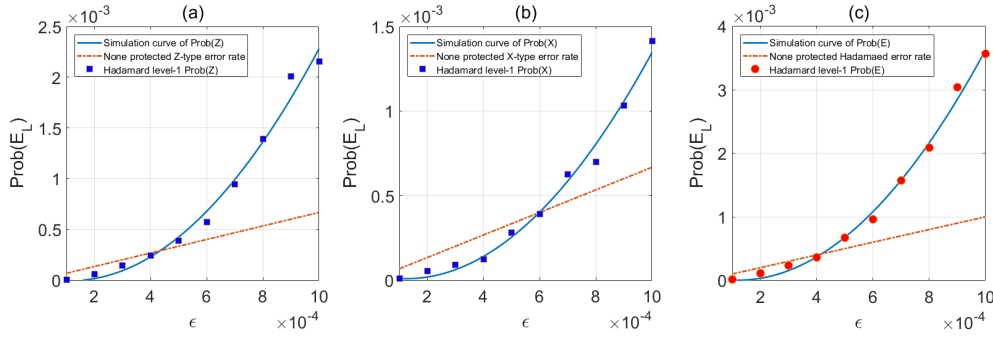 (a)
×10⁻³
Simulation curve of Prob(Z)
None protected Z-type error rate
Hadamard level-1 Prob(Z)
Prob(E_L)
2.5
2
1.5
1
0.5
0
2
4
6
8
10
ϵ
×10⁻⁴
(b)
×10⁻³
Simulation curve of Prob(X)
None protected X-type error rate
Hadamard level-1 Prob(X)
Prob(E_L)
1.5
1
0.5
0
2
4
6
8
10
ϵ
×10⁻⁴
(c)
×10⁻³
Simulation curve of Prob(E)
None protected Hadamaed error rate
Hadamard level-1 Prob(E)
Prob(E_L)
4
3
2
1
0
2
4
6
8
10
ϵ
×10⁻⁴